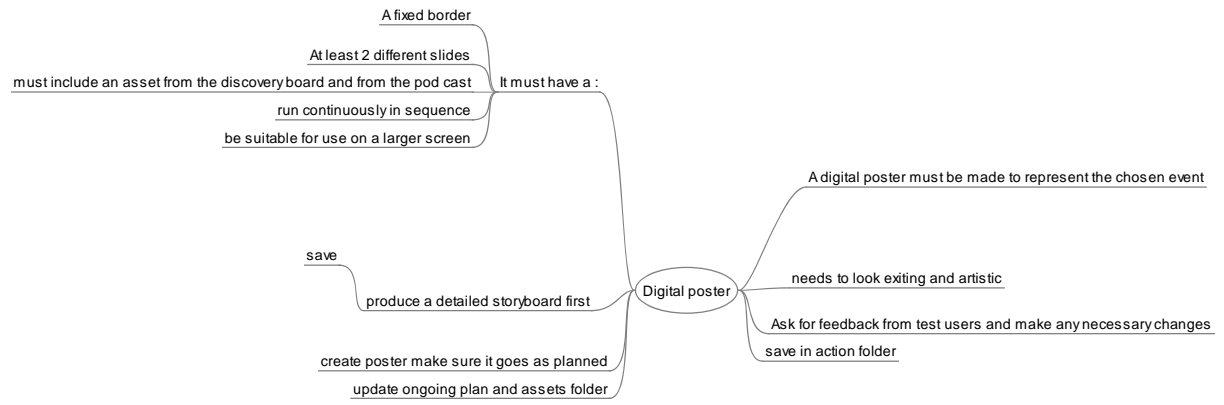 A fixed border
At least 2 different slides
must include an asset from the discovery board and from the pod cast
It must have a :
run continuously in sequence
be suitable for use on a larger screen
A digital poster must be made to represent the chosen event
save
needs to look exiting and artistic
Digital poster
produce a detailed storyboard first
Ask for feedback from test users and make any necessary changes
save in action folder
create poster make sure it goes as planned
update ongoing plan and assets folder